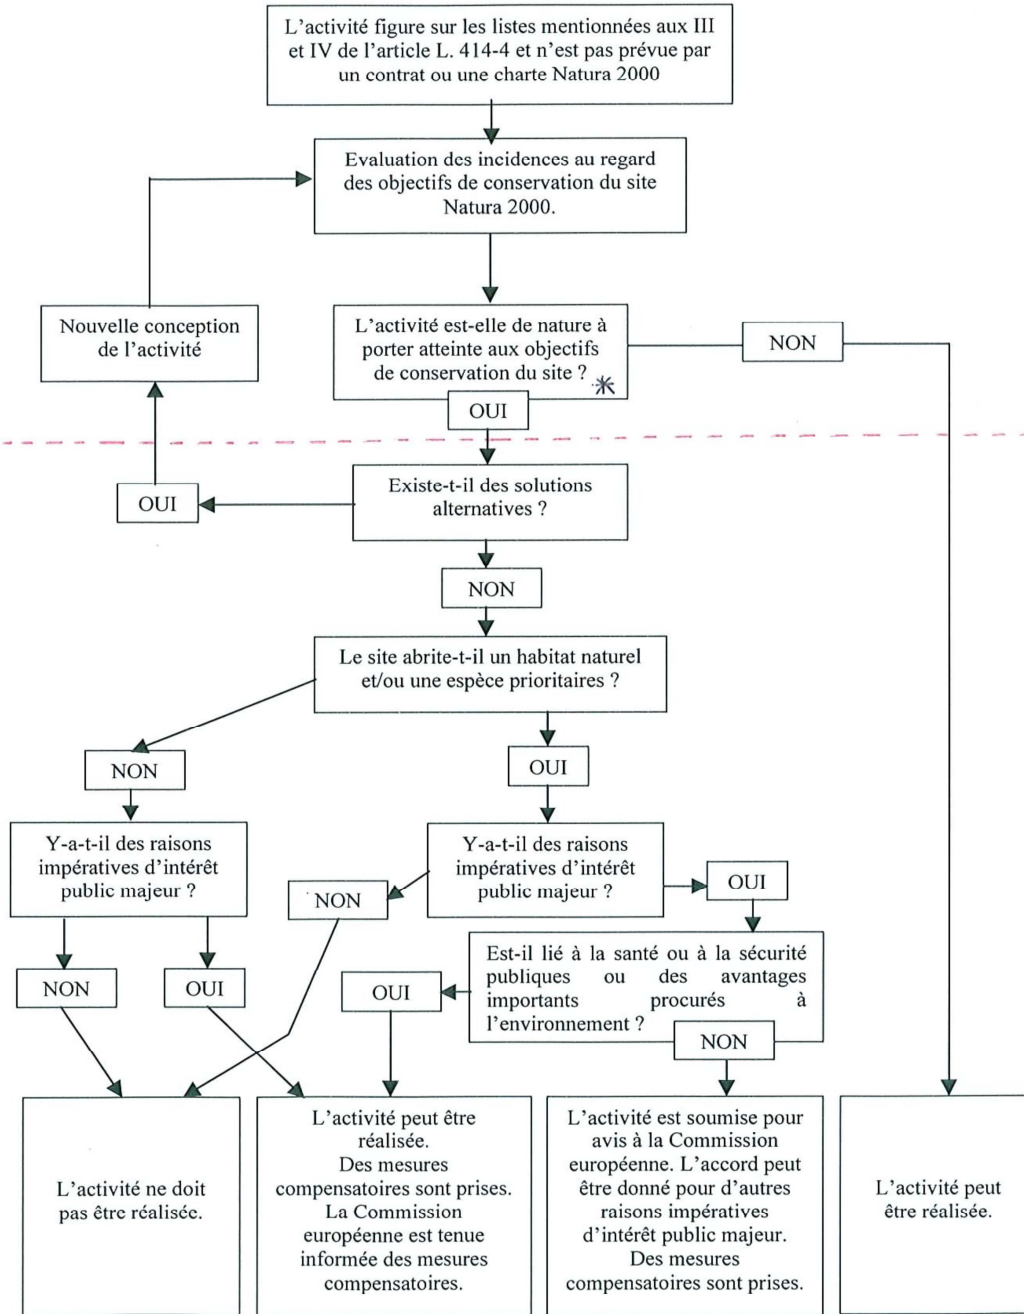 L'activité figure sur les listes mentionnées aux III
et IV de l'article L. 414-4 et n'est pas prévue par
un contrat ou une charte Natura 2000
Evaluation des incidences au regard
des objectifs de conservation du site
Natura 2000.
Nouvelle conception
de l'activité
L'activité est-elle de nature à
porter atteinte aux objectifs
de conservation du site ? *
NON
OUI
OUI
Existe-t-il des solutions
alternatives ?
NON
Le site abrite-t-il un habitat naturel
et/ou une espèce prioritaires ?
NON
OUI
Y-a-t-il des raisons
impératives d'intérêt
public majeur ?
Y-a-t-il des raisons
impératives d'intérêt
public majeur ?
NON
OUI
NON
OUI
OUI
Est-il lié à la santé ou à la sécurité
publiques ou des avantages
importants procurés à
l'environnement ?
NON
L'activité ne doit
pas être réalisée.
L'activité peut être
réalisée.
Des mesures
compensatoires sont prises.
La Commission
européenne est tenue
informée des mesures
compensatoires.
L'activité est soumise pour
avis à la Commission
européenne. L'accord peut
être donné pour d'autres
raisons impératives
d'intérêt public majeur.
Des mesures
compensatoires sont prises.
L'activité peut
être réalisée.